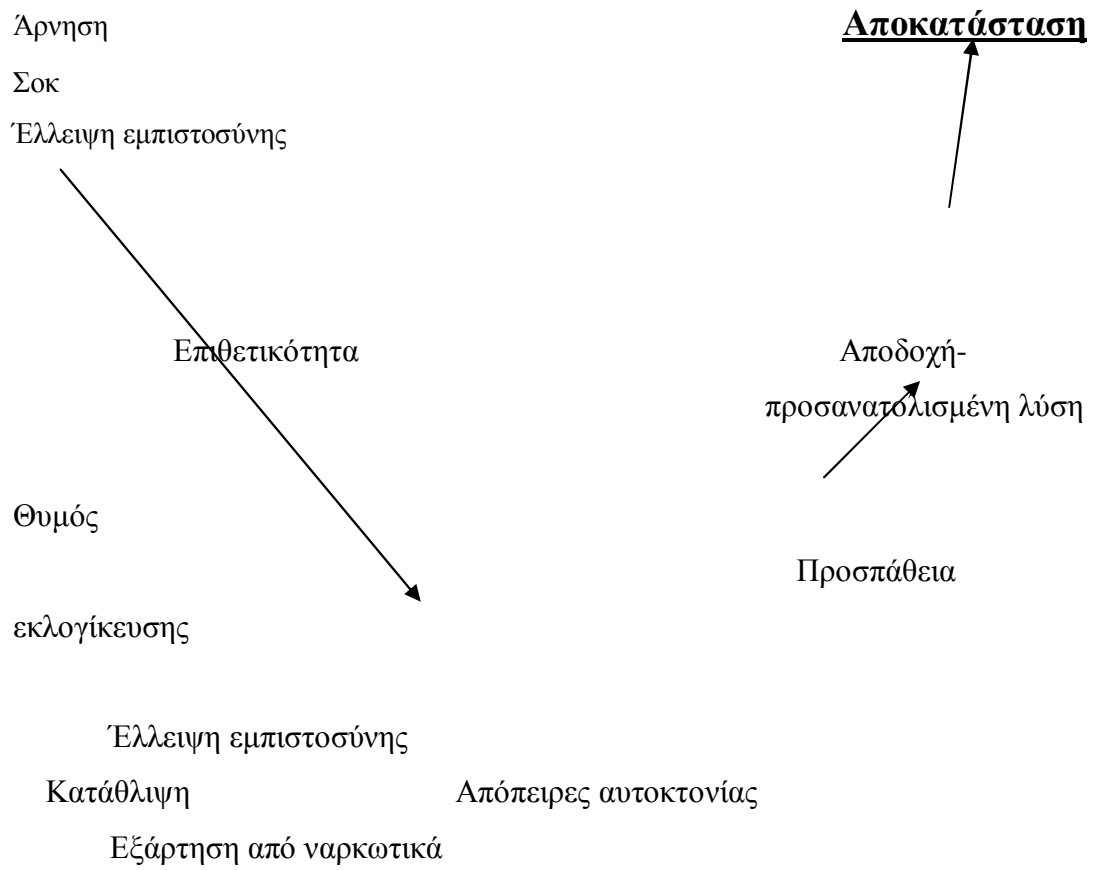 Άρνηση Αποκατάσταση
Σοκ
Έλλειψη εμπιστοσύνης
Επιθετικότητα Αποδοχή-
προσανατολισμένη λύση
Θυμός
Προσπάθεια
εκλογίκευσης
Έλλειψη εμπιστοσύνης
Κατάθλιψη Απόπειρες αυτοκτονίας
Εξάρτηση από ναρκωτικά